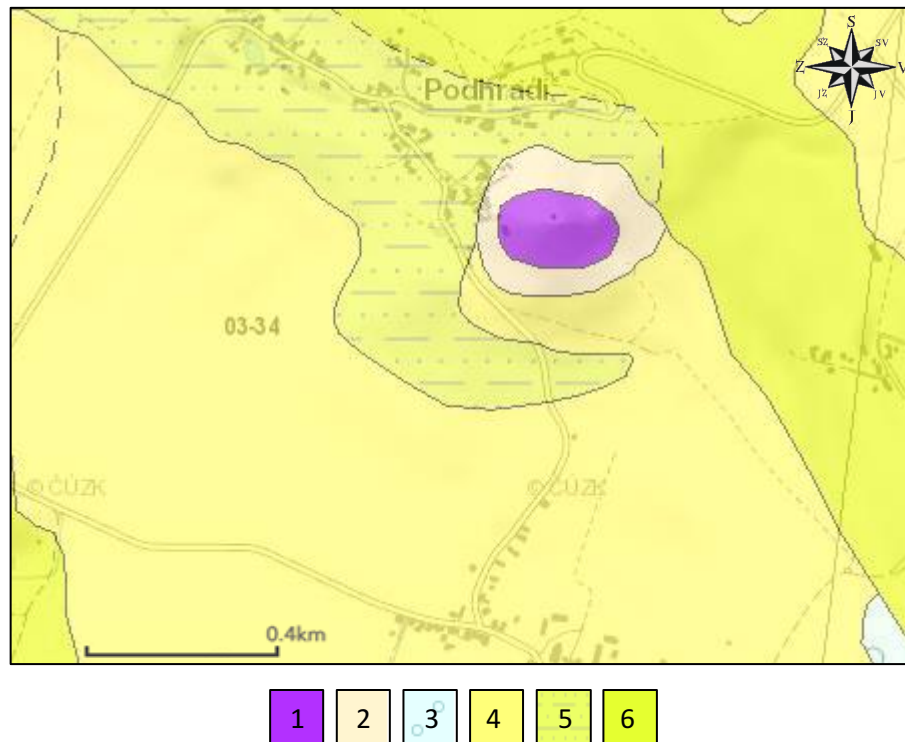 S
SZ SV
Z V
JZ JV
J
Podhradí
03-34
© ČÚZK © ČÚZK
0.4km
1 2 3 4 5 6